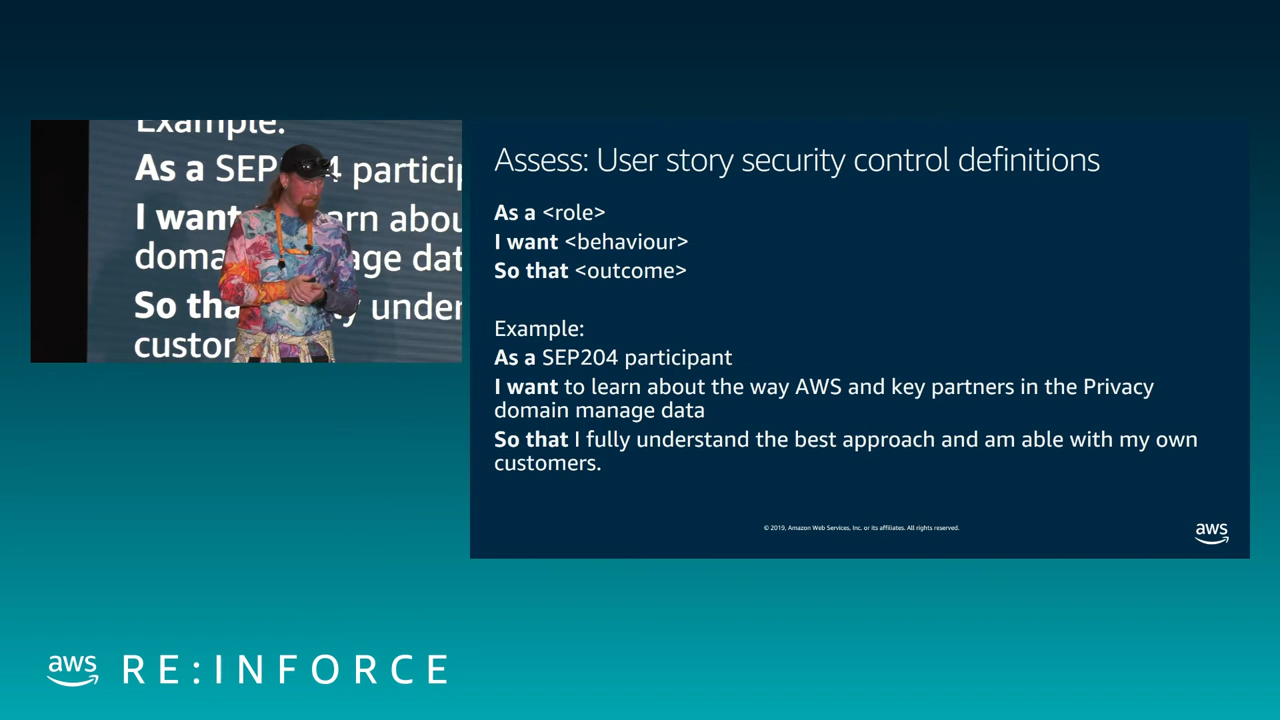 Example:
As a SEP 4 particip
I want arn abou
doma age dat
So tha y under
custor
Assess: User story security control definitions
As a <role>
I want <behaviour>
So that <outcome>
Example:
As a SEP204 participant
I want to learn about the way AWS and key partners in the Privacy
domain manage data
So that I fully understand the best approach and am able with my own
customers.
© 2019, Amazon Web Services, Inc. or its affiliates. All rights reserved.
aws
aws RE:INFORCE